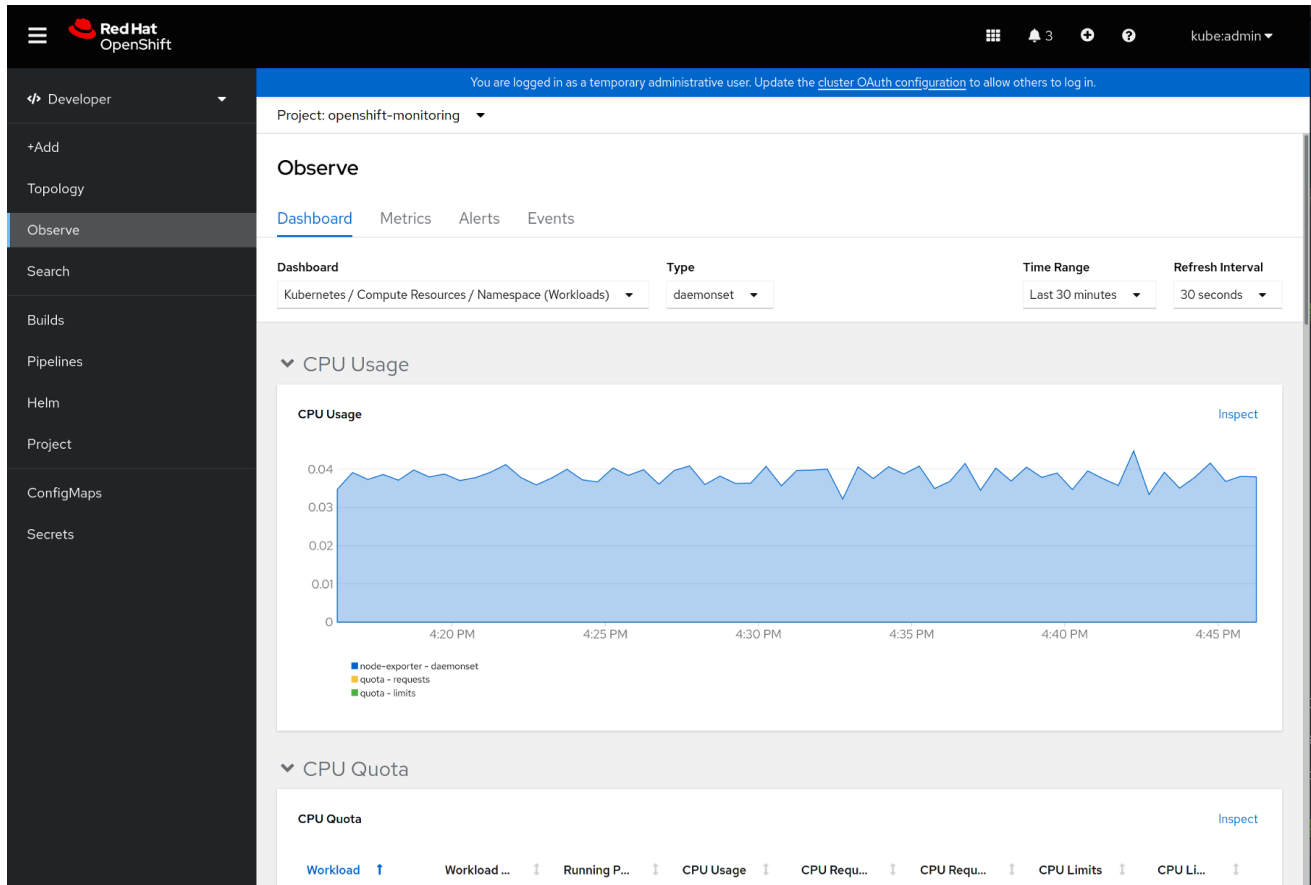 Red Hat
OpenShift
3
kube:admin
Developer
+Add
Topology
Observe
Search
Builds
Pipelines
Helm
Project
ConfigMaps
Secrets
You are logged in as a temporary administrative user. Update the cluster OAuth configuration to allow others to log in.
Project: openshift-monitoring
Observe
Dashboard Metrics Alerts Events
Dashboard Type Time Range Refresh Interval
Kubernetes / Compute Resources / Namespace (Workloads) daemonset Last 30 minutes 30 seconds
CPU Usage
CPU Usage Inspect
0.04
0.03
0.02
0.01
0
4:20 PM 4:25 PM 4:30 PM 4:35 PM 4:40 PM 4:45 PM
node-exporter - daemonset
quota - requests
quota - limits
CPU Quota
CPU Quota Inspect
Workload Workload ... Running P... CPU Usage CPU Requ... CPU Requ... CPU Limits CPU Li...